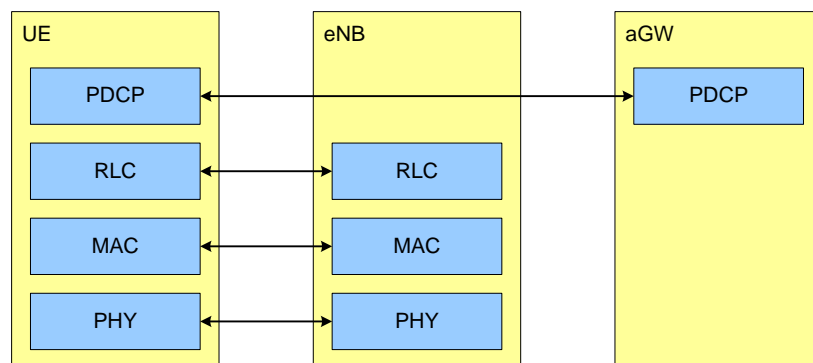 UE eNB aGW
PDCP PDCP
RLC RLC
MAC MAC
PHY PHY